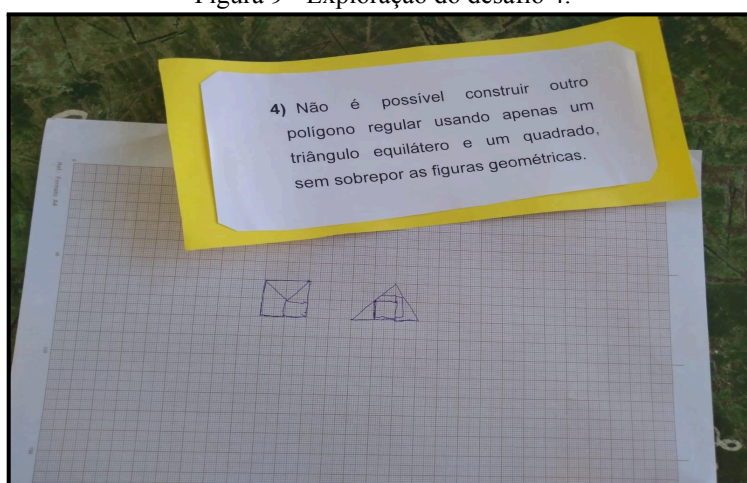 Figura 9 - Exploração do desafio 4.
4) Não é possível construir outro
polígono regular usando apenas um
triângulo equilátero e um quadrado,
sem sobrepor as figuras geométricas.